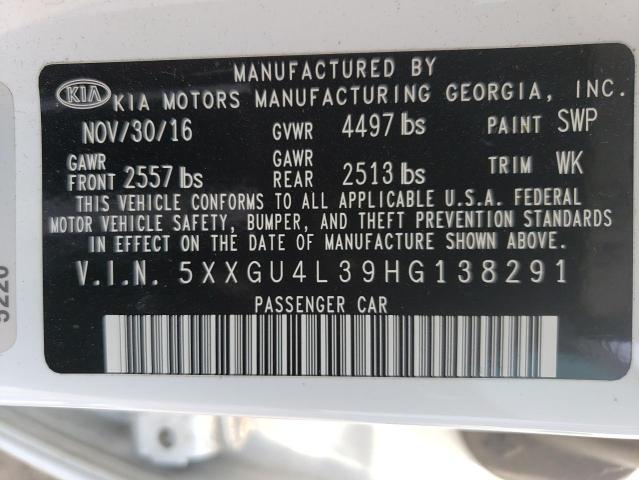 MANUFACTURED BY
KIA KIA MOTORS MANUFACTURING GEORGIA, INC.
NOV/30/16 GVWR 4497 lbs PAINT SWP
GAWR FRONT 2557 lbs GAWR REAR 2513 lbs TRIM WK
THIS VEHICLE CONFORMS TO ALL APPLICABLE U.S.A. FEDERAL
MOTOR VEHICLE SAFETY, BUMPER, AND THEFT PREVENTION STANDARDS
IN EFFECT ON THE DATE OF MANUFACTURE SHOWN ABOVE.
V.I.N. 5XXGU4L39HG138291
PASSENGER CAR
5220